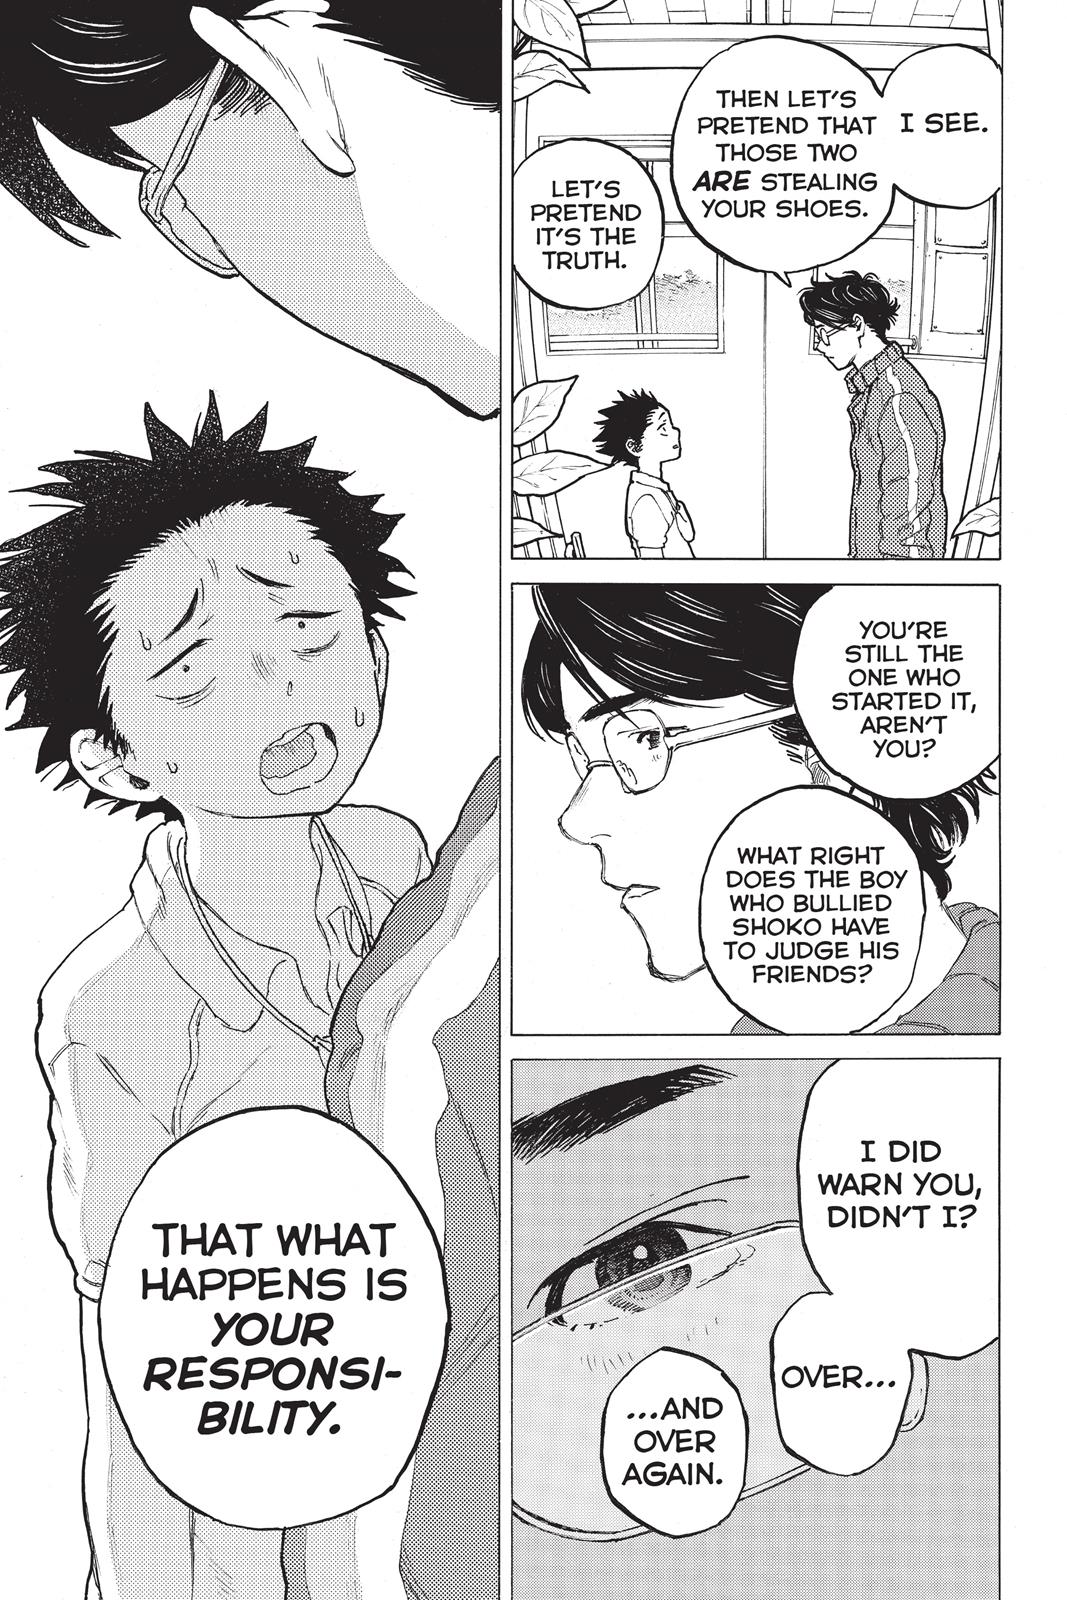 I SEE.
THEN LET'S
PRETEND THAT
THOSE TWO
ARE STEALING
YOUR SHOES.
LET'S
PRETEND
IT'S THE
TRUTH.
YOU'RE
STILL THE
ONE WHO
STARTED IT,
AREN'T
YOU?
WHAT RIGHT
DOES THE BOY
WHO BULLIED
SHOKO HAVE
TO JUDGE HIS
FRIENDS?
I DID
WARN YOU,
DIDN'T I?
OVER...
...AND
OVER
AGAIN.
THAT WHAT
HAPPENS IS
YOUR
RESPONSI-
BILITY.